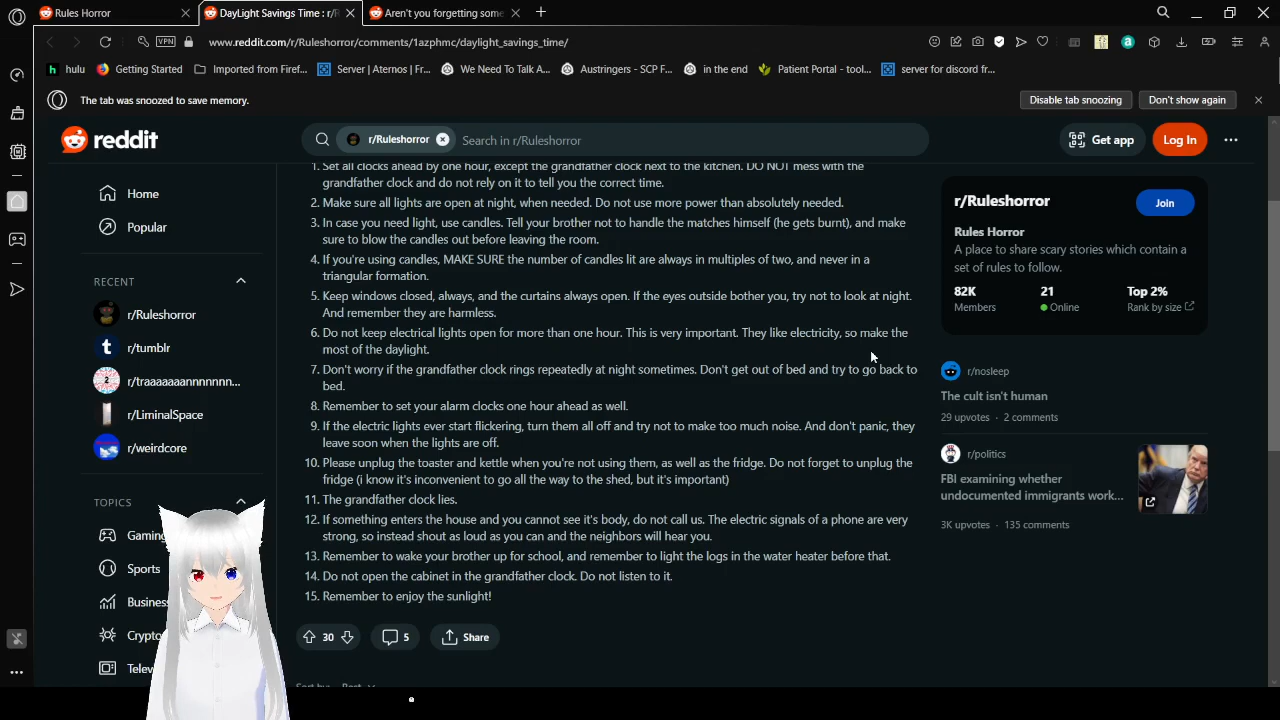 Rules Horror
DayLight Savings Time : r/R
Aren't you forgetting some
VPN
www.reddit.com/r/Ruleshorror/comments/1azphmc/daylight_savings_time/
hulu
Getting Started
Imported from Firef...
Server | Aternos | Fr...
We Need To Talk A...
Austringers - SCP F...
in the end
Patient Portal - tool...
server for discord fr...
The tab was snoozed to save memory.
Disable tab snoozing
Don't show again
reddit
r/Ruleshorror
Search in r/Ruleshorror
Get app
Log In
Home
Popular
RECENT
r/Ruleshorror
r/tumblr
r/traaaaaaannnnnnn...
r/LiminalSpace
r/weirdcore
TOPICS
Gaming
Sports
Business
Crypto
Telev
1. Set all clocks ahead by one hour, except the grandfather clock next to the kitchen. DO NOT mess with the
grandfather clock and do not rely on it to tell you the correct time.
2. Make sure all lights are open at night, when needed. Do not use more power than absolutely needed.
3. In case you need light, use candles. Tell your brother not to handle the matches himself (he gets burnt), and make
sure to blow the candles out before leaving the room.
4. If you're using candles, MAKE SURE the number of candles lit are always in multiples of two, and never in a
triangular formation.
5. Keep windows closed, always, and the curtains always open. If the eyes outside bother you, try not to look at night.
And remember they are harmless.
6. Do not keep electrical lights open for more than one hour. This is very important. They like electricity, so make the
most of the daylight.
7. Don't worry if the grandfather clock rings repeatedly at night sometimes. Don't get out of bed and try to go back to
bed.
8. Remember to set your alarm clocks one hour ahead as well.
9. If the electric lights ever start flickering, turn them all off and try not to make too much noise. And don't panic, they
leave soon when the lights are off.
10. Please unplug the toaster and kettle when you're not using them, as well as the fridge. Do not forget to unplug the
fridge (i know it's inconvenient to go all the way to the shed, but it's important)
11. The grandfather clock lies.
12. If something enters the house and you cannot see it's body, do not call us. The electric signals of a phone are very
strong, so instead shout as loud as you can and the neighbors will hear you.
13. Remember to wake your brother up for school, and remember to light the logs in the water heater before that.
14. Do not open the cabinet in the grandfather clock. Do not listen to it.
15. Remember to enjoy the sunlight!
30
5
Share
r/Ruleshorror
Join
Rules Horror
A place to share scary stories which contain a
set of rules to follow.
82K
21
Top 2%
Members
Online
Rank by size
r/nosleep
The cult isn't human
29 upvotes · 2 comments
r/politics
FBI examining whether
undocumented immigrants work...
3K upvotes · 135 comments